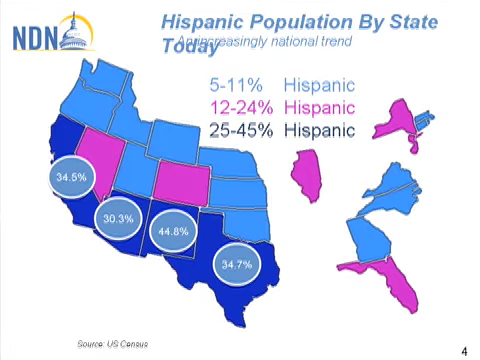 NDN
Hispanic Population By State
Today
An increasingly national trend
5-11% Hispanic
12-24% Hispanic
25-45% Hispanic
34.5%
30.3%
44.8%
34.7%
Source: US Census
4